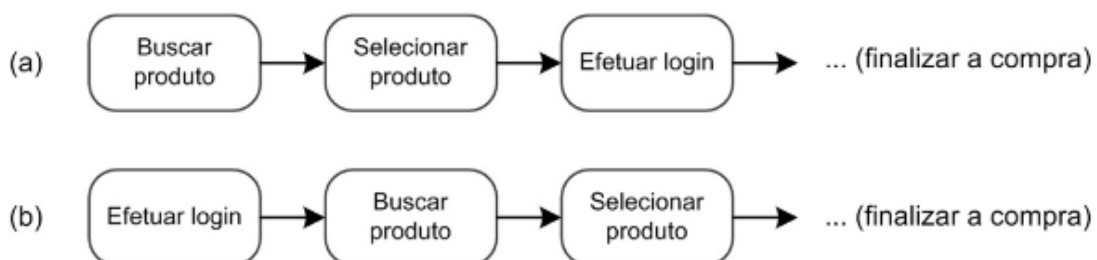 (a) Buscar produto Selecionar produto Efetuar login ... (finalizar a compra)
(b) Efetuar login Buscar produto Selecionar produto ... (finalizar a compra)